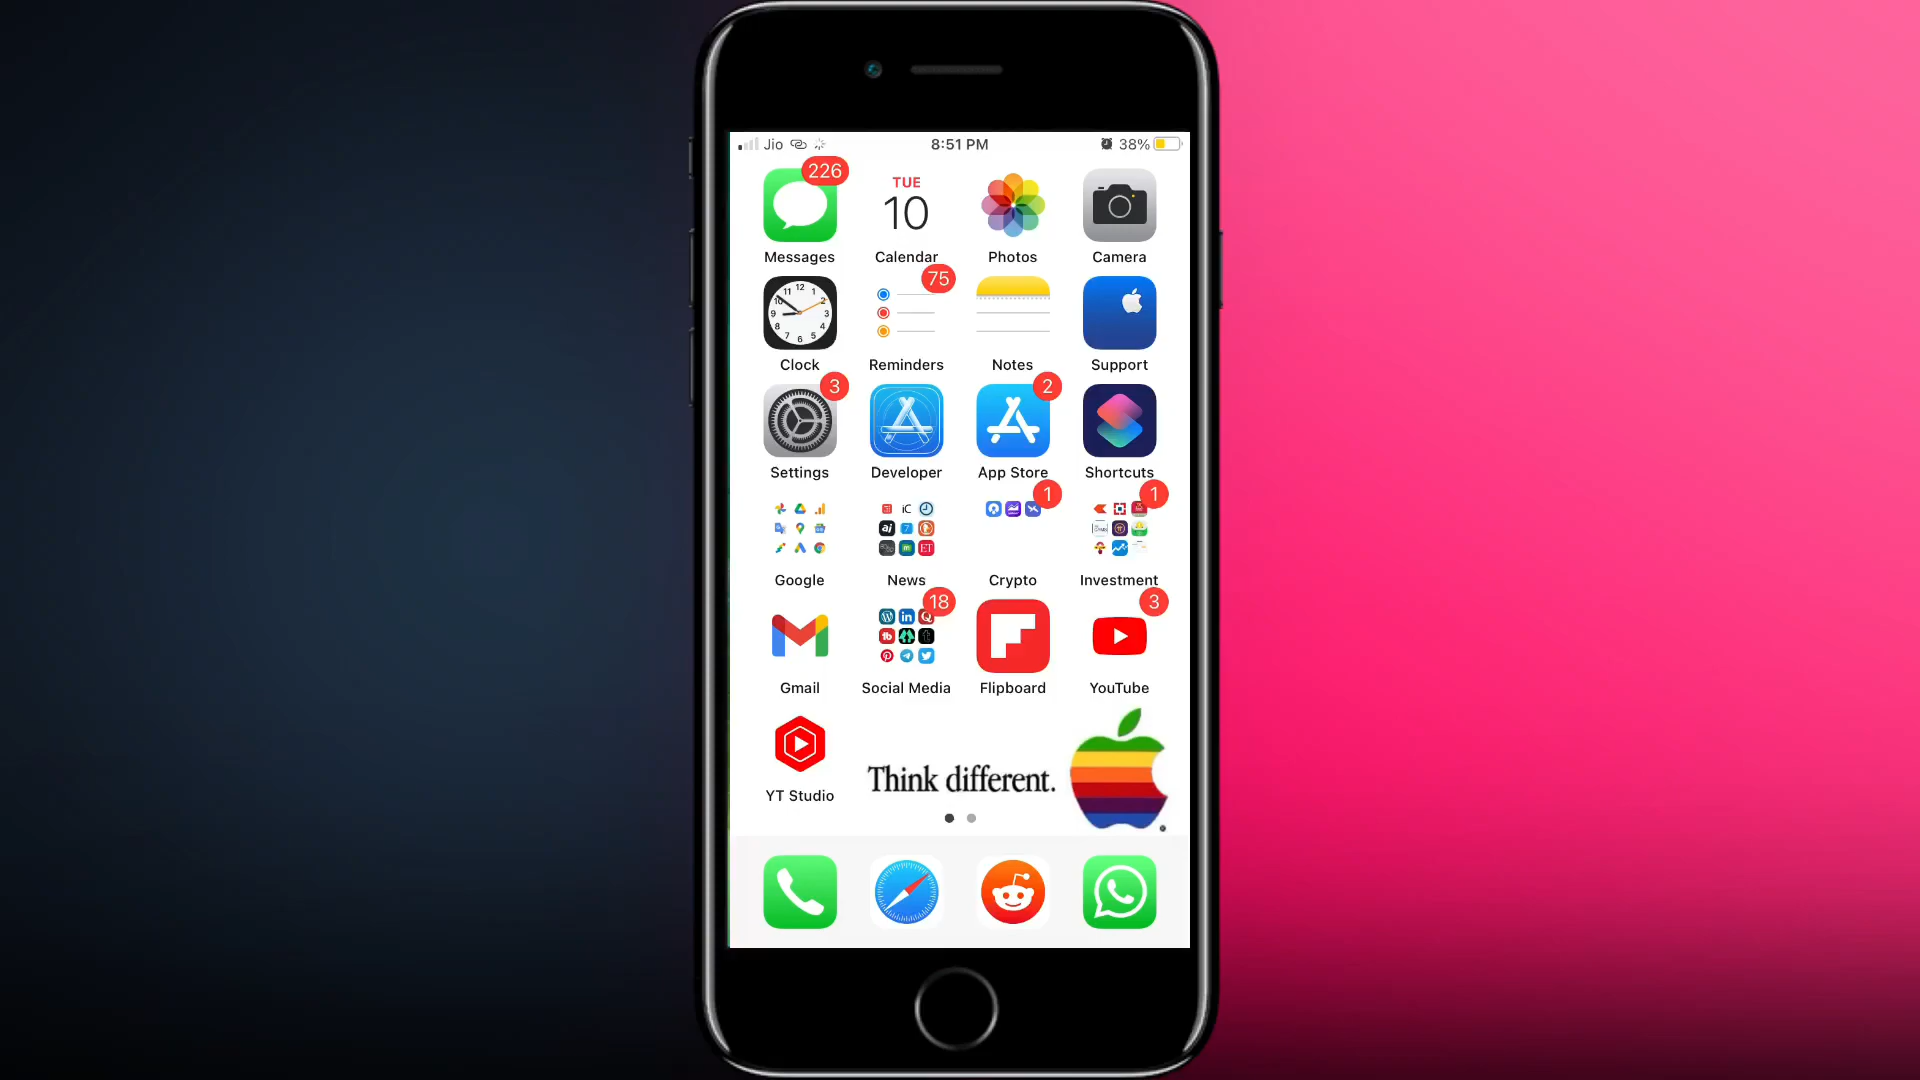 Jio 8:51 PM 38%
226
TUE
10
Messages Calendar Photos Camera
75
Clock Reminders Notes Support
3 2
Settings Developer App Store Shortcuts
1 1
Google News Crypto Investment
18 3
Gmail Social Media Flipboard YouTube
YT Studio
Think different.